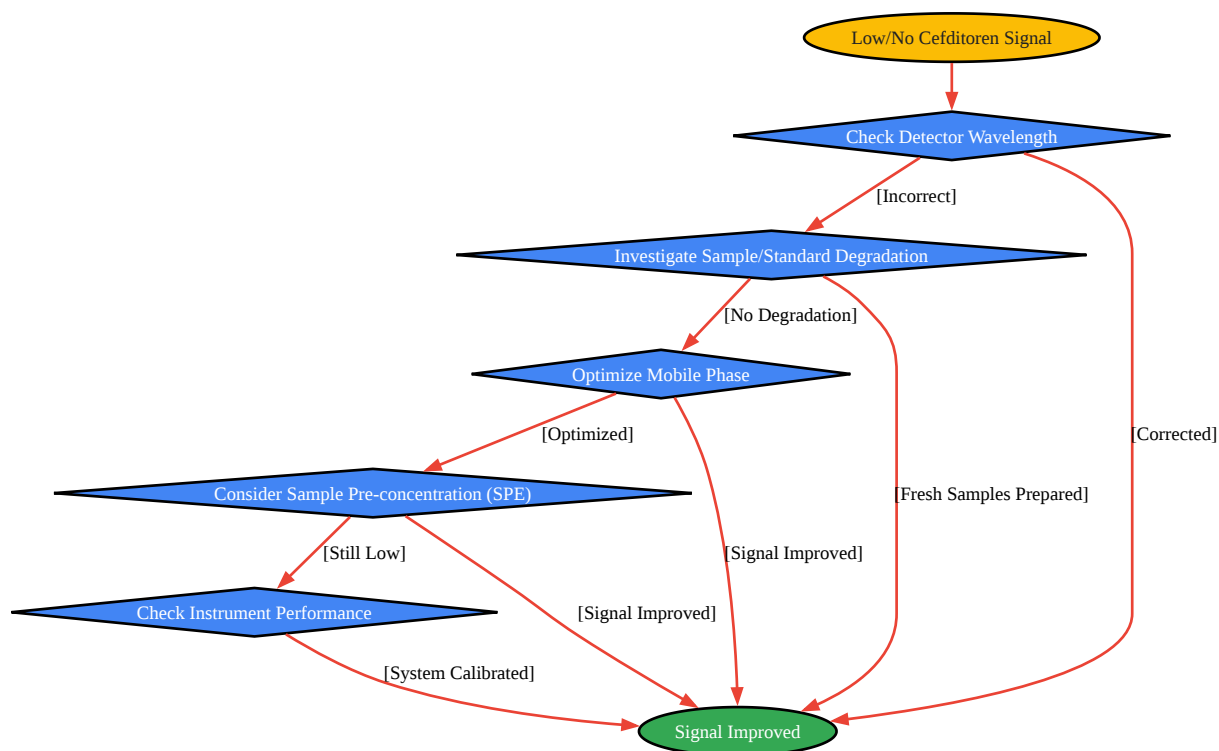 Low/No Cefditoren Signal
Check Detector Wavelength
[Incorrect]
Investigate Sample/Standard Degradation
[No Degradation]
Optimize Mobile Phase
[Optimized]
[Corrected]
Consider Sample Pre-concentration (SPE)
[Fresh Samples Prepared]
[Still Low]
[Signal Improved]
Check Instrument Performance
[Signal Improved]
[System Calibrated]
Signal Improved